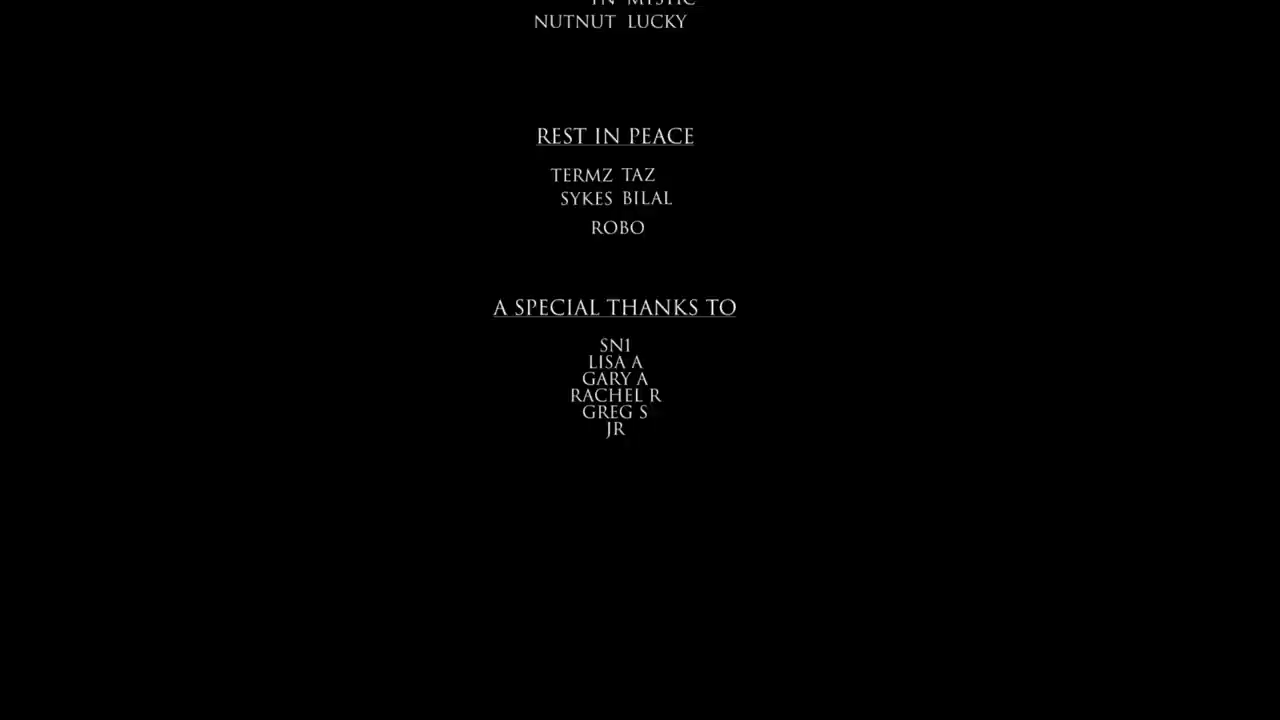 MYSTIC
NUTNUT LUCKY
REST IN PEACE
TERMZ TAZ
SYKES BILAL
ROBO
A SPECIAL THANKS TO
SN1
LISA A
GARY A
RACHEL R
GREG S
JR